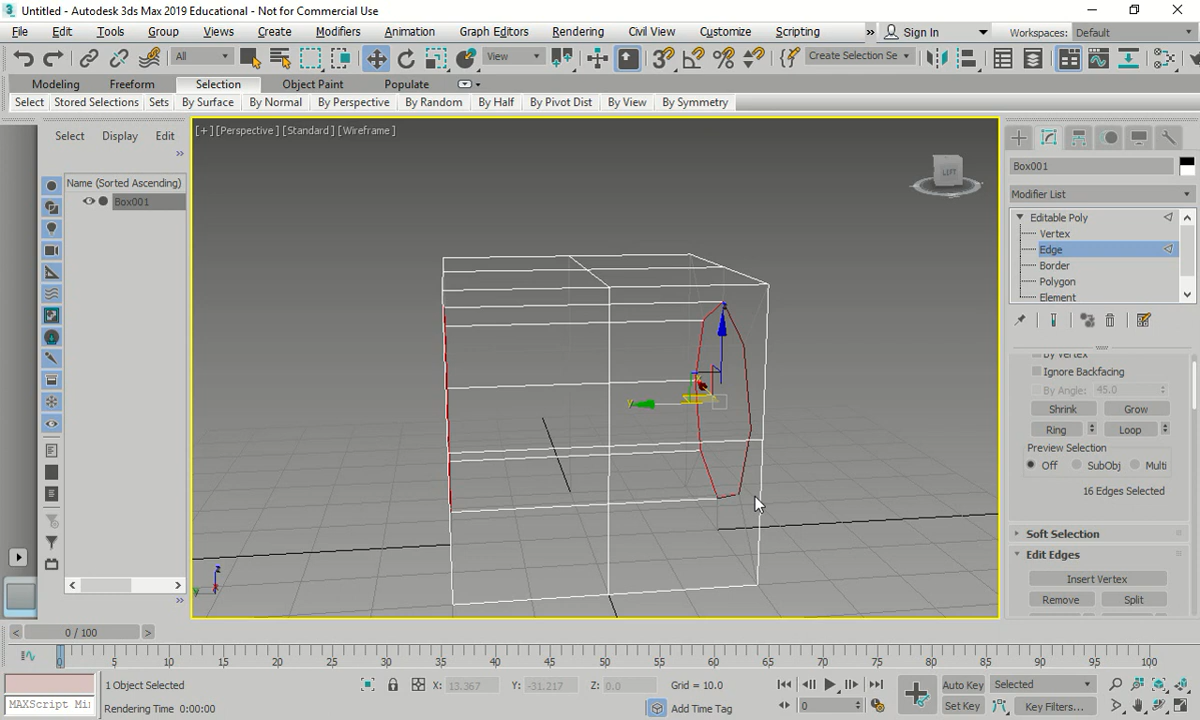 Untitled - Autodesk 3ds Max 2019 Educational - Not for Commercial Use
File Edit Tools Group Views Create Modifiers Animation Graph Editors Rendering Civil View Customize Scripting » Sign In Workspaces: Default
All View Create Selection Se
Modeling Freeform Selection Object Paint Populate
Select Stored Selections Sets By Surface By Normal By Perspective By Random By Half By Pivot Dist By View By Symmetry
Select Display Edit
»
Name (Sorted Ascending)
Box001
»
[+] [Perspective] [Standard] [Wireframe]
LEFT
y
z
y
Box001
Modifier List
Editable Poly
Vertex
Edge
Border
Polygon
Element
By Vertex
Ignore Backfacing
By Angle: 45.0
Shrink Grow
Ring Loop
Preview Selection
Off SubObj Multi
16 Edges Selected
Soft Selection
Edit Edges
Insert Vertex
Remove Split
< 0 / 100 >
0 5 10 15 20 25 30 35 40 45 50 55 60 65 70 75 80 85 90 95 100
1 Object Selected X: 13.367 Y: -31.217 Z: 0.0 Grid = 10.0 Auto Key Selected
MAXScript Mi Rendering Time 0:00:00 Add Time Tag 0 Set Key Key Filters...